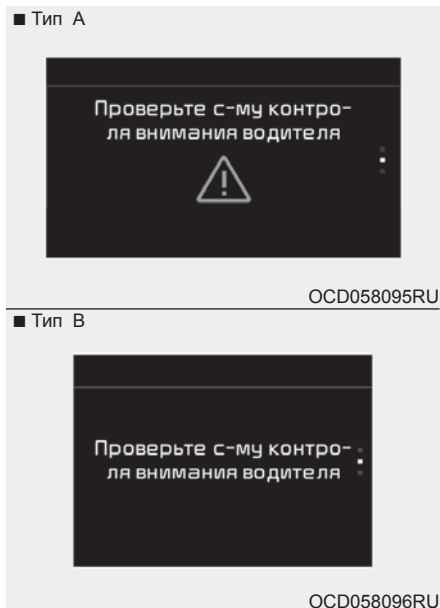 ■ Тип A
Проверьте с-му контро-
ля внимания водителя
OCD058095RU
■ Тип B
Проверьте с-му контро-
ля внимания водителя
OCD058096RU